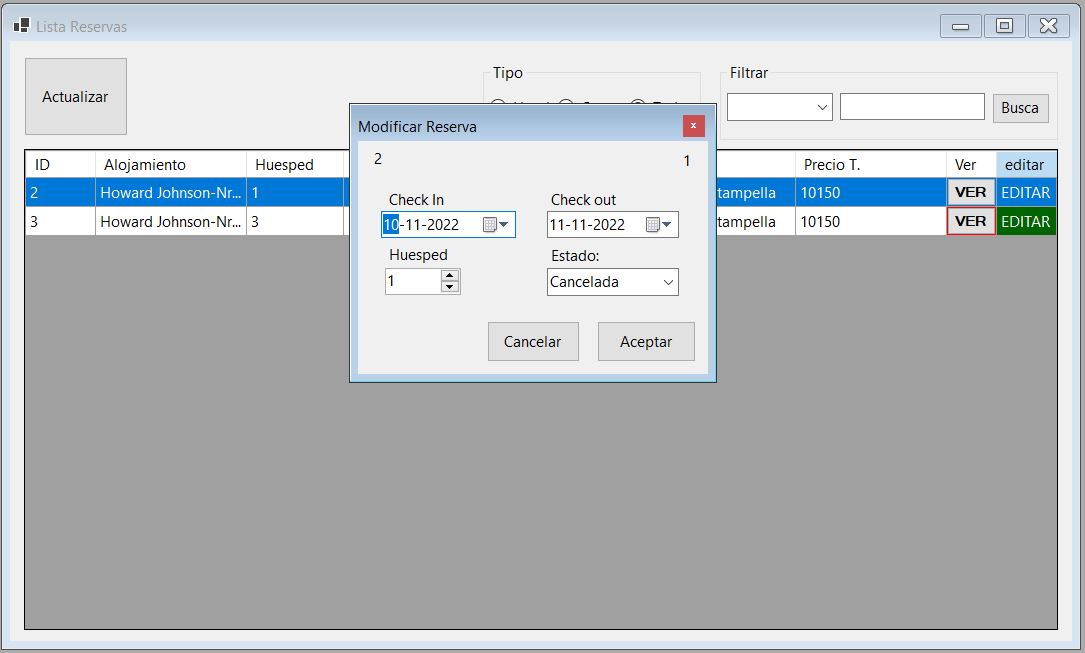 Lista Reservas
Actualizar
Tipo
Filtrar
Busca
Modificar Reserva
x
2
1
Check In
Check out
10-11-2022
11-11-2022
Huesped
Estado:
1
Cancelada
Cancelar
Aceptar
ID
Alojamiento
Huesped
Precio T.
Ver
editar
2
Howard Johnson-Nr...
1
tampella
10150
VER
EDITAR
3
Howard Johnson-Nr...
3
tampella
10150
VER
EDITAR